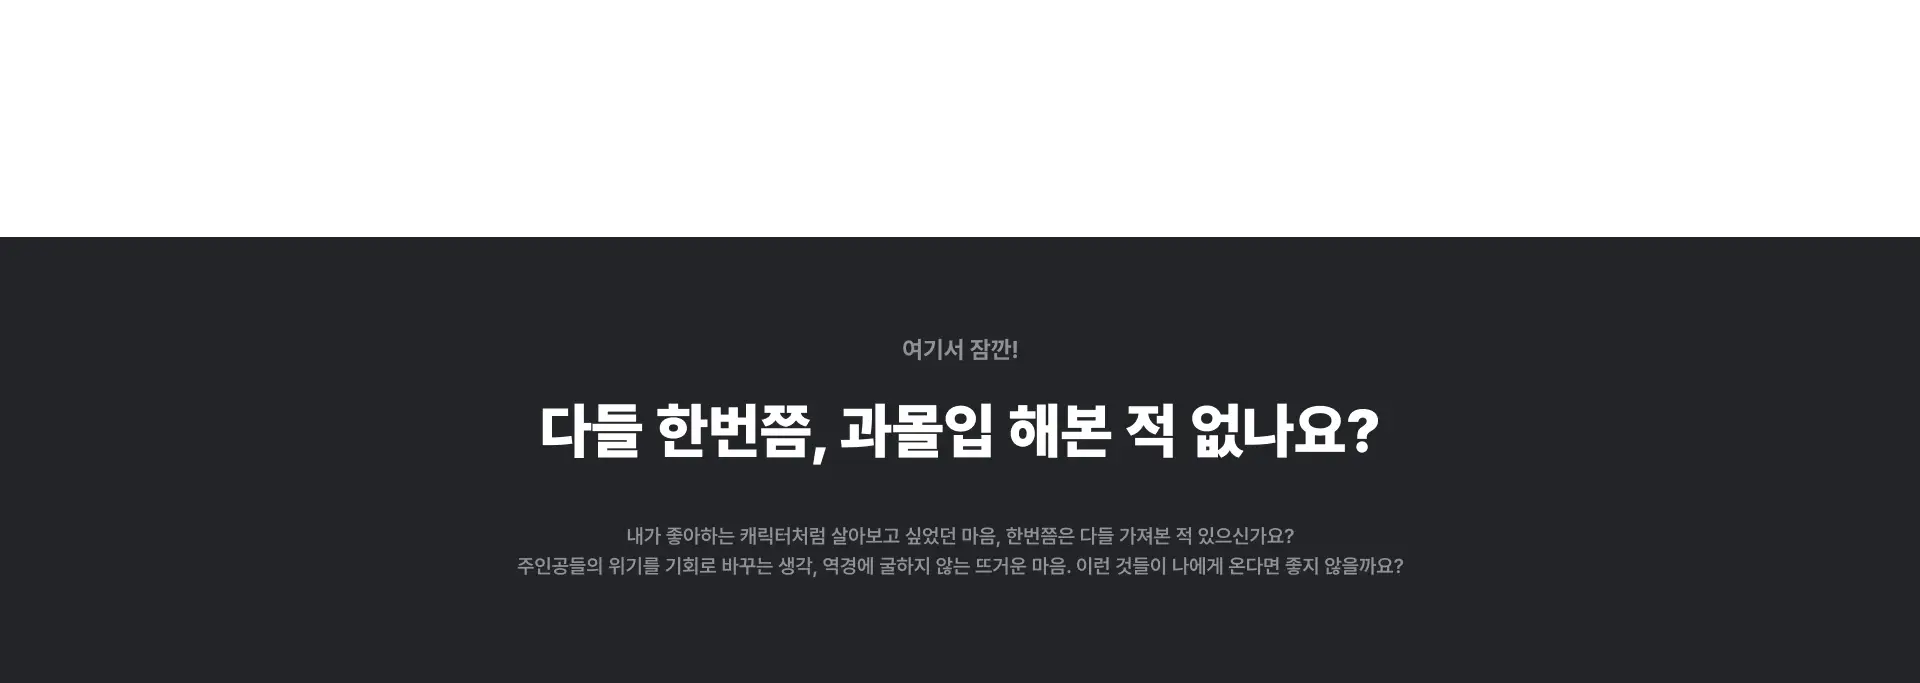 여기서 잠깐!
다들 한번쯤, 과몰입 해본 적 없나요?
내가 좋아하는 캐릭터처럼 살아보고 싶었던 마음, 한번쯤은 다들 가져본 적 있으신가요?
주인공들의 위기를 기회로 바꾸는 생각, 역경에 굴하지 않는 뜨거운 마음. 이런 것들이 나에게 온다면 좋지 않을까요?